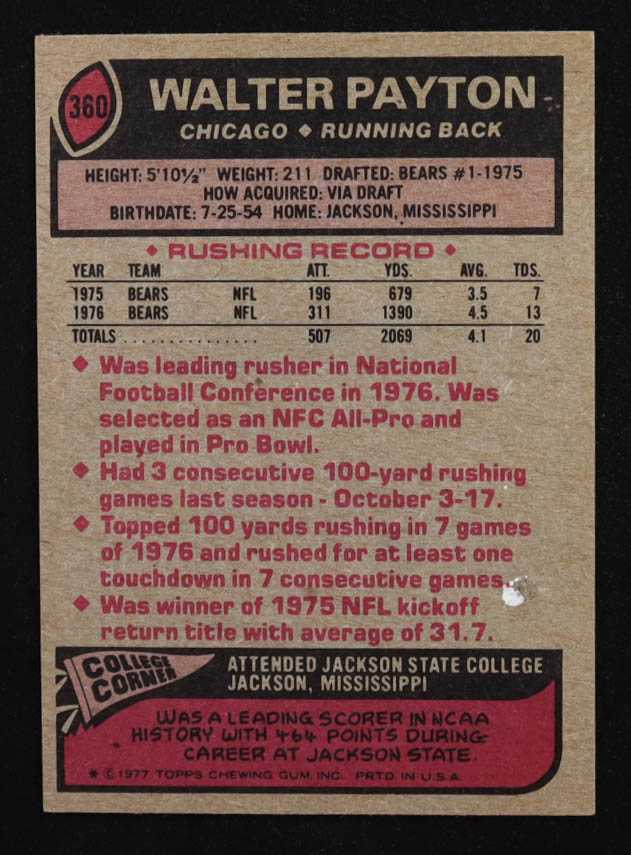 360
WALTER PAYTON
CHICAGO ◆ RUNNING BACK
HEIGHT: 5'10½" WEIGHT: 211 DRAFTED: BEARS #1-1975
HOW ACQUIRED: VIA DRAFT
BIRTHDATE: 7-25-54 HOME: JACKSON, MISSISSIPPI
◆ RUSHING RECORD ◆
YEAR TEAM ATT. YDS. AVG. TDS.
1975 BEARS NFL 196 679 3.5 7
1976 BEARS NFL 311 1390 4.5 13
TOTALS ................ 507 2069 4.1 20
◆ Was leading rusher in National
Football Conference in 1976. Was
selected as an NFC All-Pro and
played in Pro Bowl.
◆ Had 3 consecutive 100-yard rushing
games last season - October 3-17.
◆ Topped 100 yards rushing in 7 games
of 1976 and rushed for at least one
touchdown in 7 consecutive games.
◆ Was winner of 1975 NFL kickoff
return title with average of 31.7.
COLLEGE
CORNER
ATTENDED JACKSON STATE COLLEGE
JACKSON, MISSISSIPPI
WAS A LEADING SCORER IN NCAA
HISTORY WITH 464 POINTS DURING
CAREER AT JACKSON STATE.
* © 1977 TOPPS CHEWING GUM, INC. PRTD. IN U.S.A.